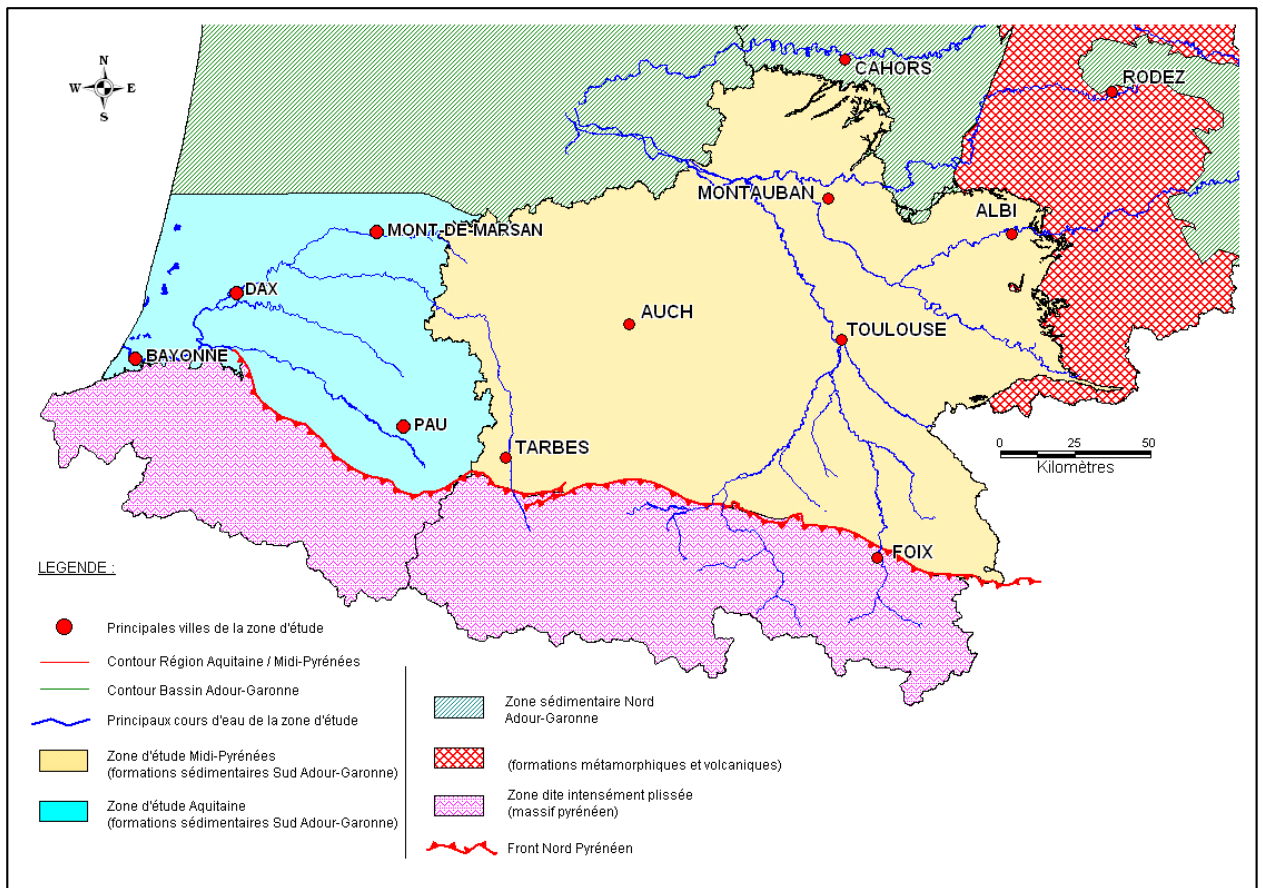 N
W E
S
CAHORS
RODEZ
MONTAUBAN
ALBI
MONT-DE-MARSAN
DAX
AUCH
TOULOUSE
BAYONNE
PAU
TARBES
0 25 50
Kilomètres
FOIX
LEGENDE :
Principales villes de la zone d'étude
Contour Région Aquitaine / Midi-Pyrénées
Contour Bassin Adour-Garonne
Principaux cours d'eau de la zone d'étude
Zone d'étude Midi-Pyrénées
(formations sédimentaires Sud Adour-Garonne)
Zone d'étude Aquitaine
(formations sédimentaires Sud Adour-Garonne)
Zone sédimentaire Nord
Adour-Garonne
(formations métamorphiques et volcaniques)
Zone dite intensément plissée
(massif pyrénéen)
Front Nord Pyrénéen